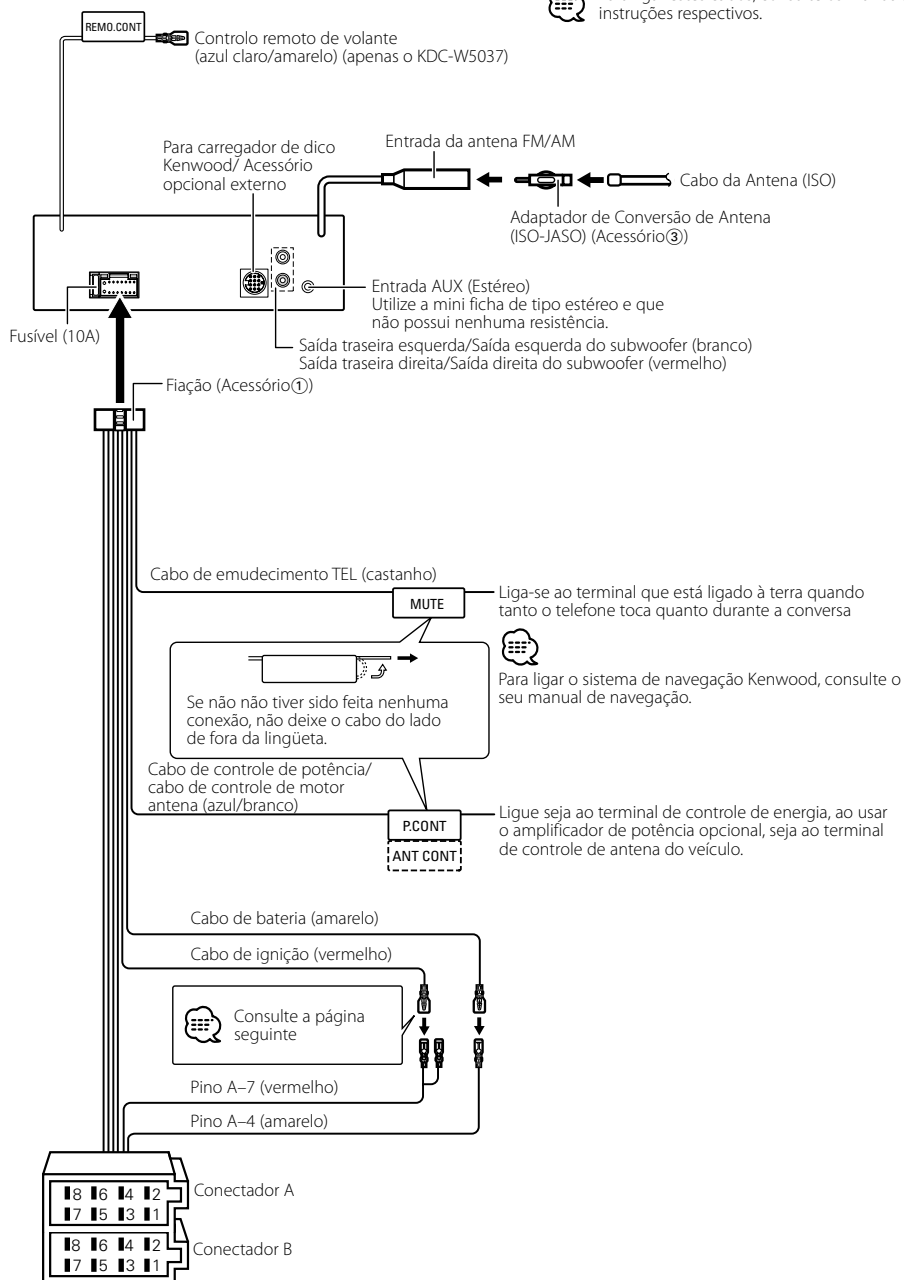 instruções respectivos.
REMO.CONT
Controlo remoto de volante
(azul claro/amarelo) (apenas o KDC-W5037)
Para carregador de dico
Kenwood/ Acessório
opcional externo
Entrada da antena FM/AM
Cabo da Antena (ISO)
Adaptador de Conversão de Antena
(ISO-JASO) (Acessório③)
Entrada AUX (Estéreo)
Utilize a mini ficha de tipo estéreo e que
não possui nenhuma resistência.
Fusível (10A)
Saída traseira esquerda/Saída esquerda do subwoofer (branco)
Saída traseira direita/Saída direita do subwoofer (vermelho)
Fiação (Acessório①)
Cabo de emudecimento TEL (castanho)
MUTE
Liga-se ao terminal que está ligado à terra quando
tanto o telefone toca quanto durante a conversa
Para ligar o sistema de navegação Kenwood, consulte o
seu manual de navegação.
Se não não tiver sido feita nenhuma
conexão, não deixe o cabo do lado
de fora da lingüeta.
Cabo de controle de potência/
cabo de controle de motor
antena (azul/branco)
P.CONT
ANT CONT
Ligue seja ao terminal de controle de energia, ao usar
o amplificador de potência opcional, seja ao terminal
de controle de antena do veículo.
Cabo de bateria (amarelo)
Cabo de ignição (vermelho)
Consulte a página
seguinte
Pino A–7 (vermelho)
Pino A–4 (amarelo)
8 6 4 2
7 5 3 1
Conectador A
8 6 4 2
7 5 3 1
Conectador B